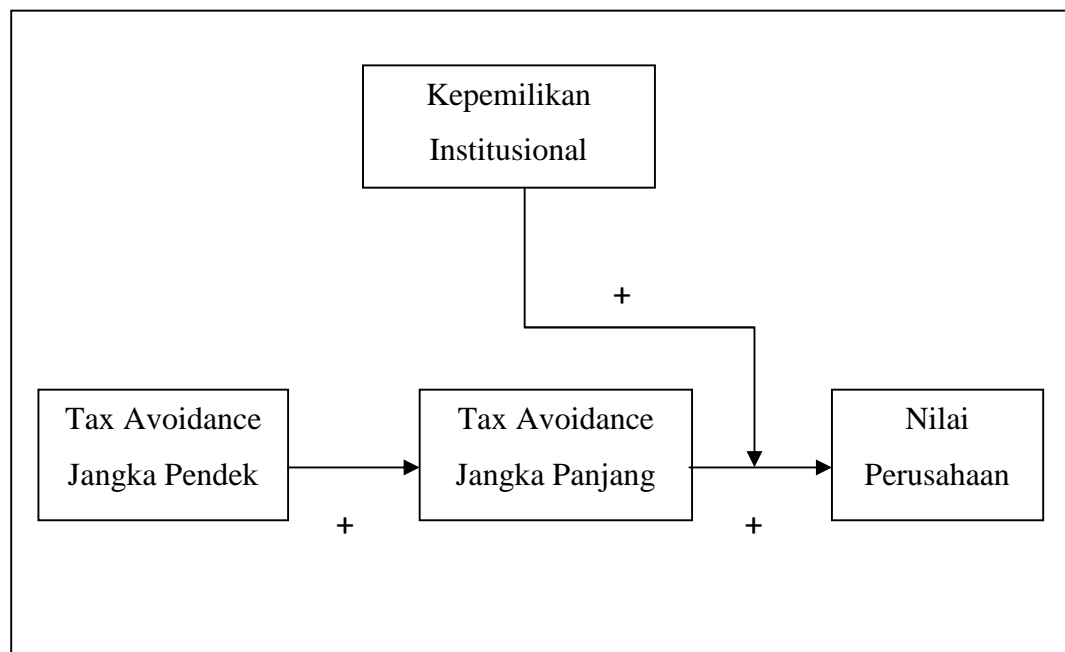 Kepemilikan
Institusional
+
Tax Avoidance
Jangka Pendek
Tax Avoidance
Jangka Panjang
Nilai
Perusahaan
+
+